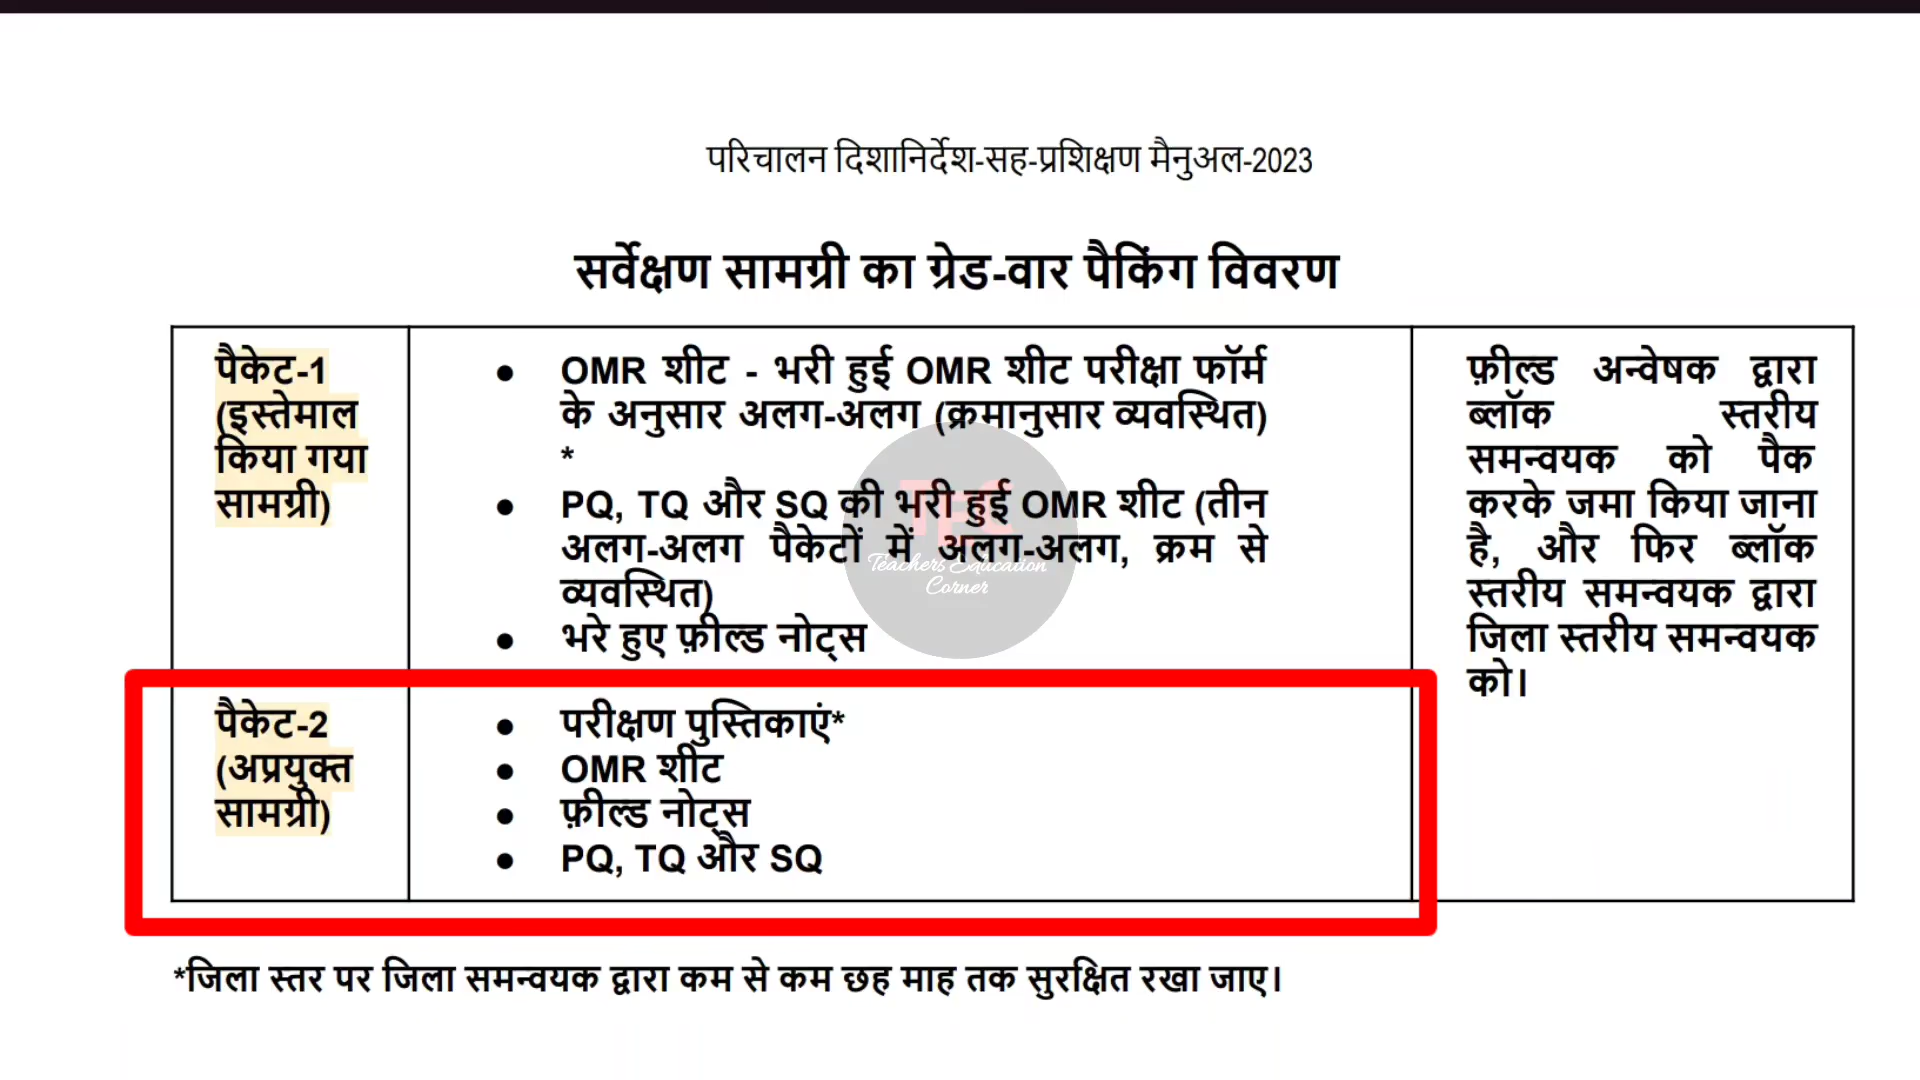 परिचालन दिशानिर्देश-सह-प्रशिक्षण मैनुअल-2023
सर्वेक्षण सामग्री का ग्रेड-वार पैकिंग विवरण
पैकेट-1
(इस्तेमाल
किया गया
सामग्री)
● OMR शीट - भरी हुई OMR शीट परीक्षा फॉर्म
के अनुसार अलग-अलग (क्रमानुसार व्यवस्थित)
*
● PQ, TQ और SQ की भरी हुई OMR शीट (तीन
अलग-अलग पैकेटों में अलग-अलग, क्रम से
व्यवस्थित)
● भरे हुए फ़ील्ड नोट्स
फ़ील्ड अन्वेषक द्वारा
ब्लॉक स्तरीय
समन्वयक को पैक
करके जमा किया जाना
है, और फिर ब्लॉक
स्तरीय समन्वयक द्वारा
जिला स्तरीय समन्वयक
को।
पैकेट-2
(अप्रयुक्त
सामग्री)
● परीक्षण पुस्तिकाएं*
● OMR शीट
● फ़ील्ड नोट्स
● PQ, TQ और SQ
*जिला स्तर पर जिला समन्वयक द्वारा कम से कम छह माह तक सुरक्षित रखा जाए।
TEC
Teachers Education
Corner